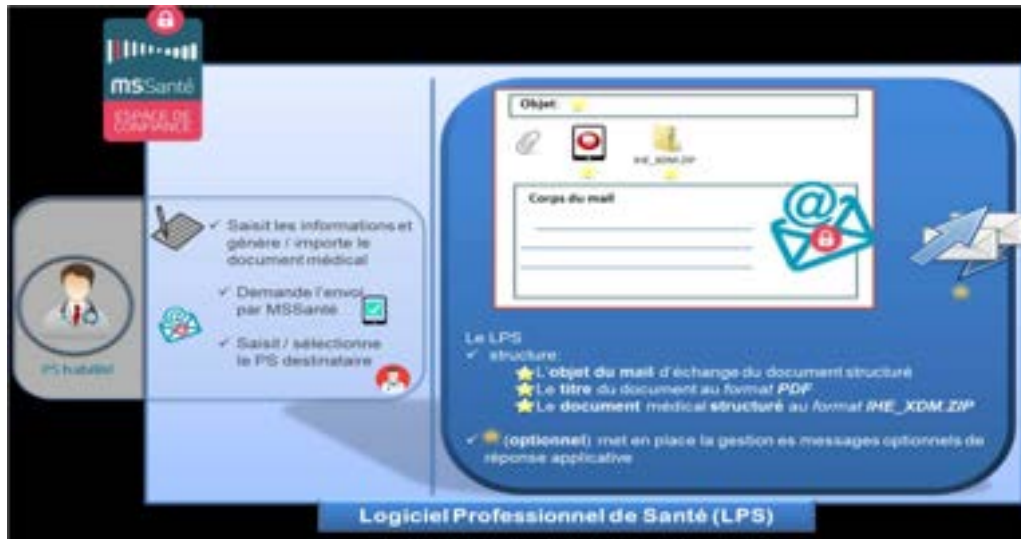 mSSanté
ESPACE DE
CONFIANCE
PS habilité
✓ Saisit les informations et
génère / importe le
document médical
✓ Demande l'envoi
par MSSanté
✓ Saisit / sélectionne
le PS destinataire
Objet:
IHE_XDM.ZIP
Corps du mail
@
Le LPS
✓ structure:
L'objet du mail d'échange du document structuré
Le titre du document au format PDF
Le document médical structuré au format IHE_XDM.ZIP
✓ (optionnel) met en place la gestion es messages optionnels de
réponse applicative
Logiciel Professionnel de Santé (LPS)